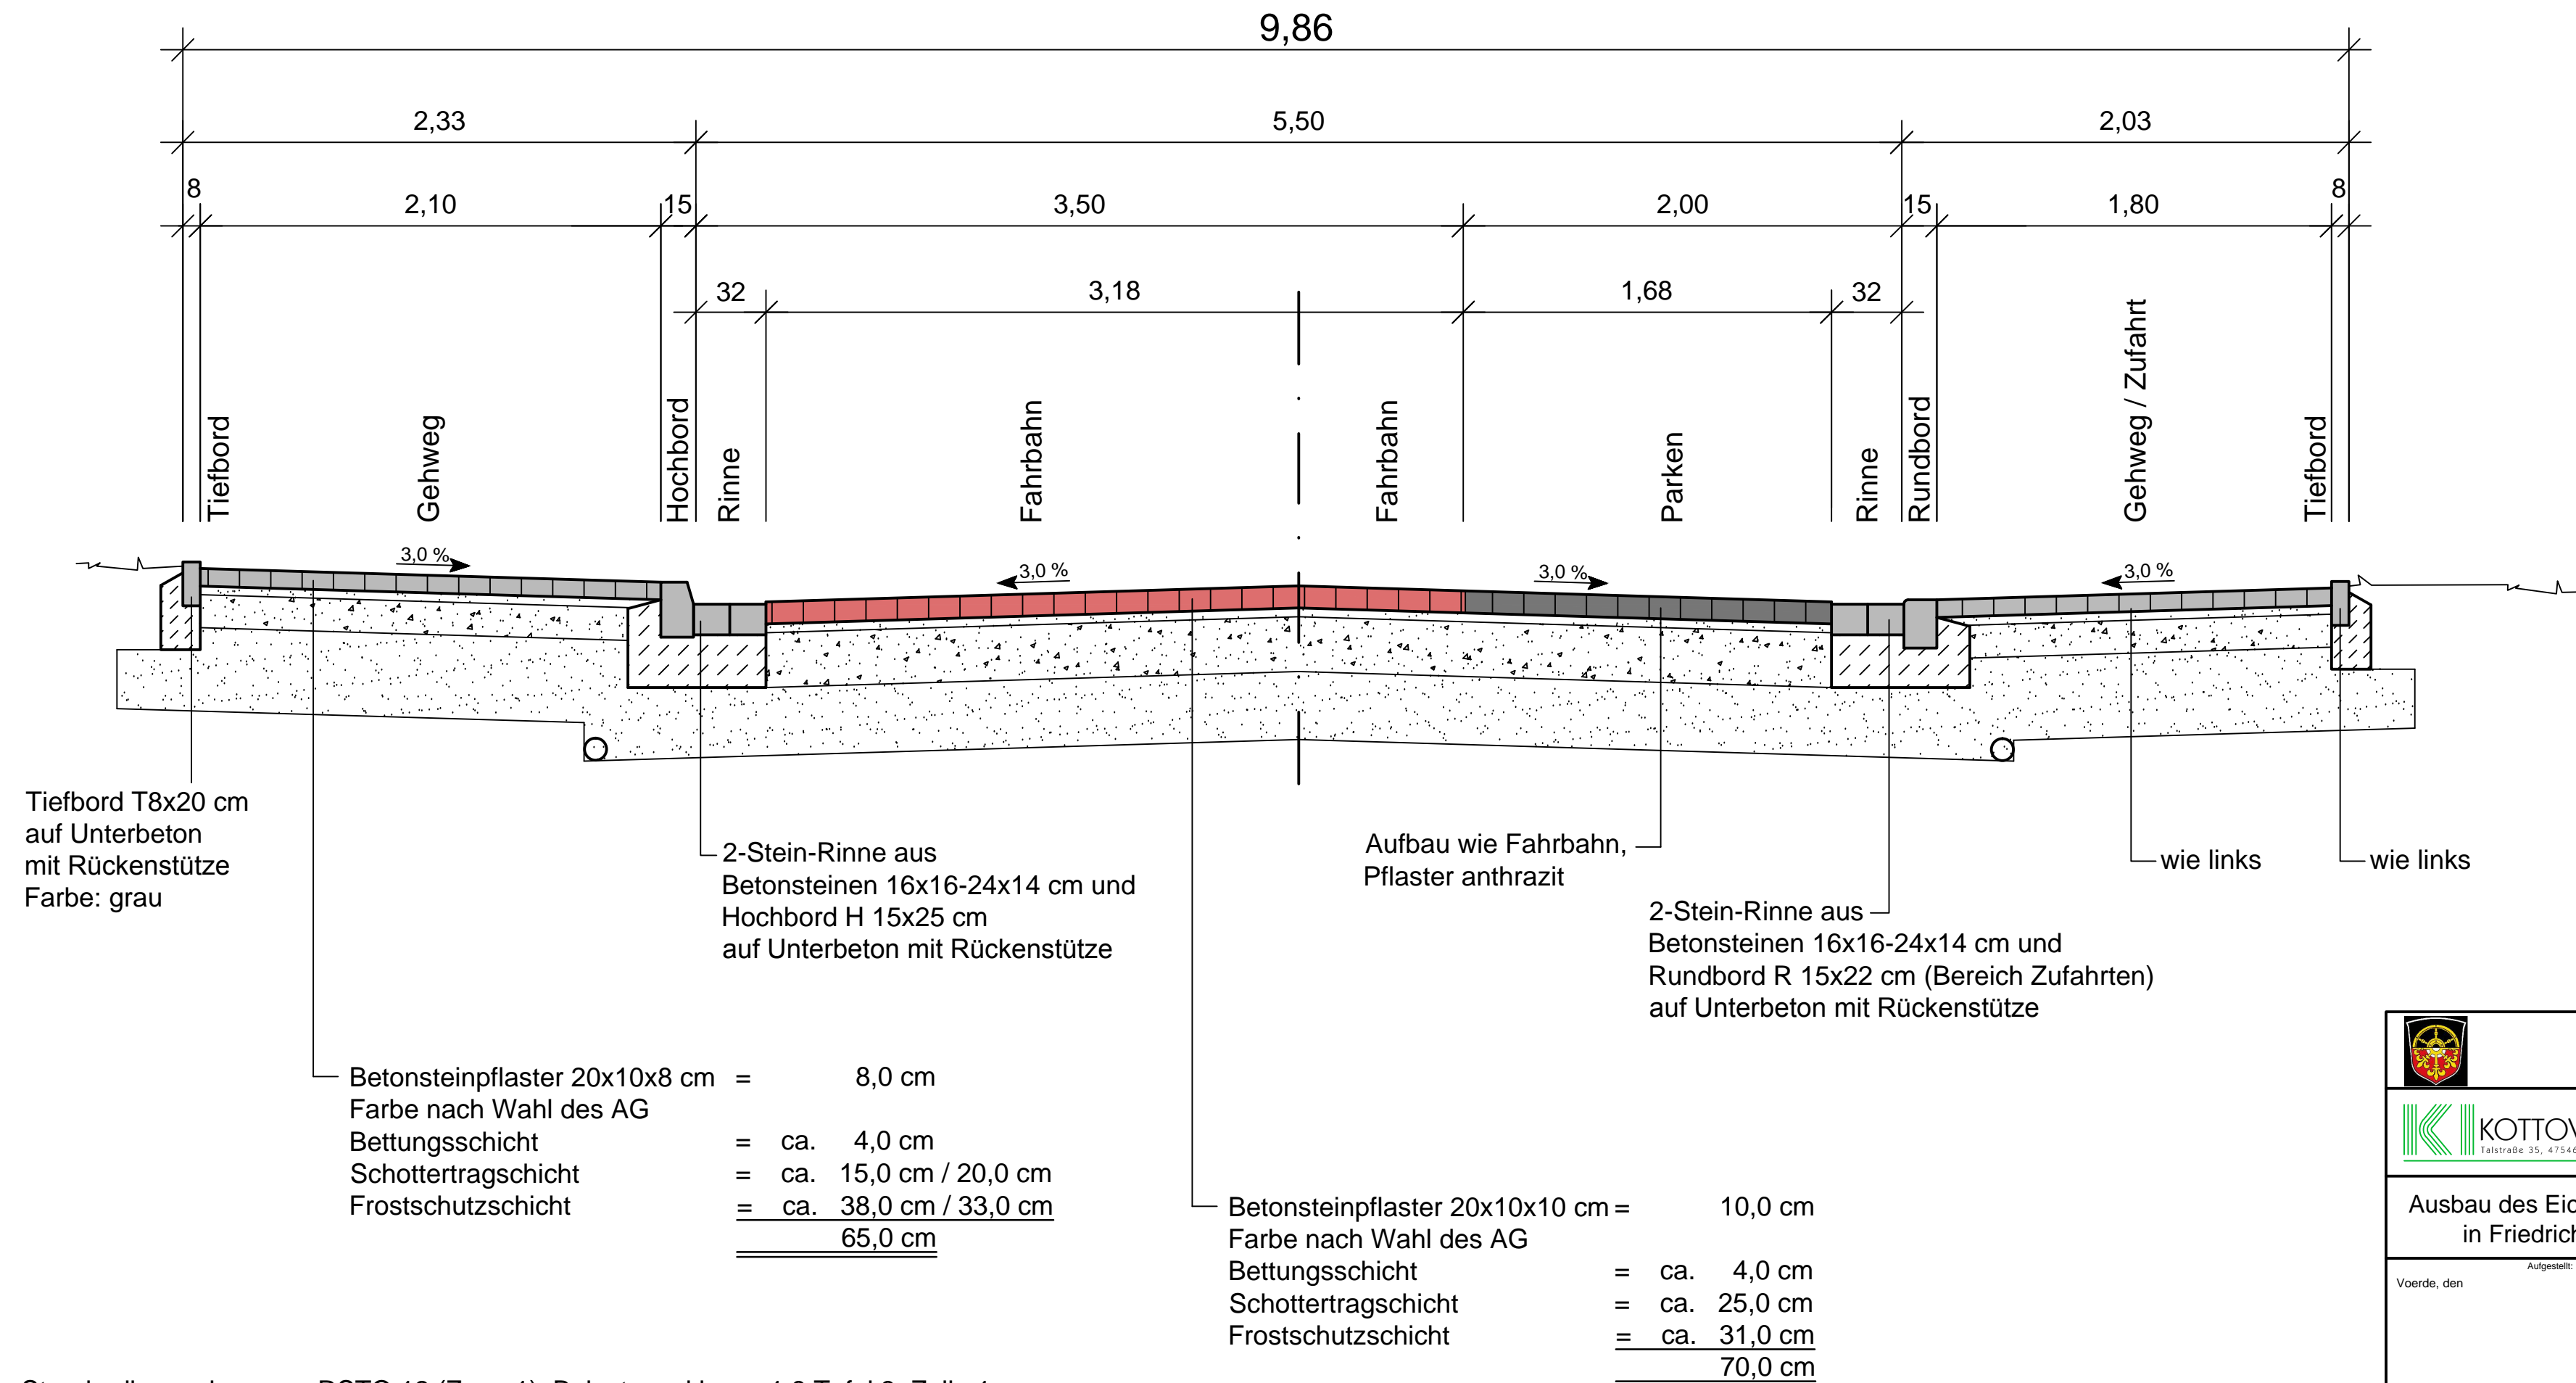 9,86
2,33 5,50 2,03
8 2,10 15 3,50 2,00 15 1,80 8
32 3,18 1,68 32
Tiefbord
Gehweg
Hochbord
Rinne
Fahrbahn
Fahrbahn
Parken
Rinne
Rundbord
Gehweg / Zufahrt
Tiefbord
3,0 % 3,0 % 3,0 % 3,0 %
Tiefbord T8x20 cm
auf Unterbeton
mit Rückenstütze
Farbe: grau
2-Stein-Rinne aus
Betonsteinen 16x16-24x14 cm und
Hochbord H 15x25 cm
auf Unterbeton mit Rückenstütze
Aufbau wie Fahrbahn,
Pflaster anthrazit
2-Stein-Rinne aus
Betonsteinen 16x16-24x14 cm und
Rundbord R 15x22 cm (Bereich Zufahrten)
auf Unterbeton mit Rückenstütze
wie links
wie links
Betonsteinpflaster 20x10x8 cm = 8,0 cm
Farbe nach Wahl des AG
Bettungsschicht = ca. 4,0 cm
Schottertragschicht = ca. 15,0 cm / 20,0 cm
Frostschutzschicht = ca. 38,0 cm / 33,0 cm
65,0 cm
Betonsteinpflaster 20x10x10 cm = 10,0 cm
Farbe nach Wahl des AG
Bettungsschicht = ca. 4,0 cm
Schottertragschicht = ca. 25,0 cm
Frostschutzschicht = ca. 31,0 cm
70,0 cm
Talstraße 35,
Ausbau des
in
Aufgestellt:
Voerde, den